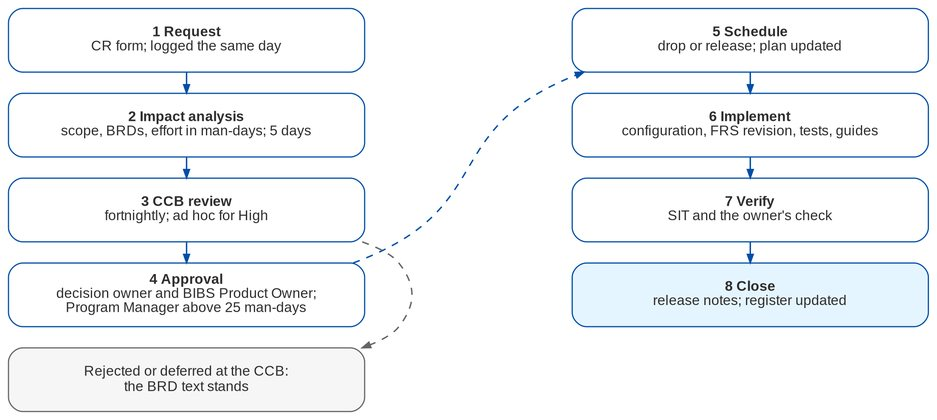 1 Request
CR form; logged the same day
2 Impact analysis
scope, BRDs, effort in man-days; 5 days
3 CCB review
fortnightly; ad hoc for High
4 Approval
decision owner and BIBS Product Owner;
Program Manager above 25 man-days
Rejected or deferred at the CCB:
the BRD text stands
5 Schedule
drop or release; plan updated
6 Implement
configuration, FRS revision, tests, guides
7 Verify
SIT and the owner's check
8 Close
release notes; register updated